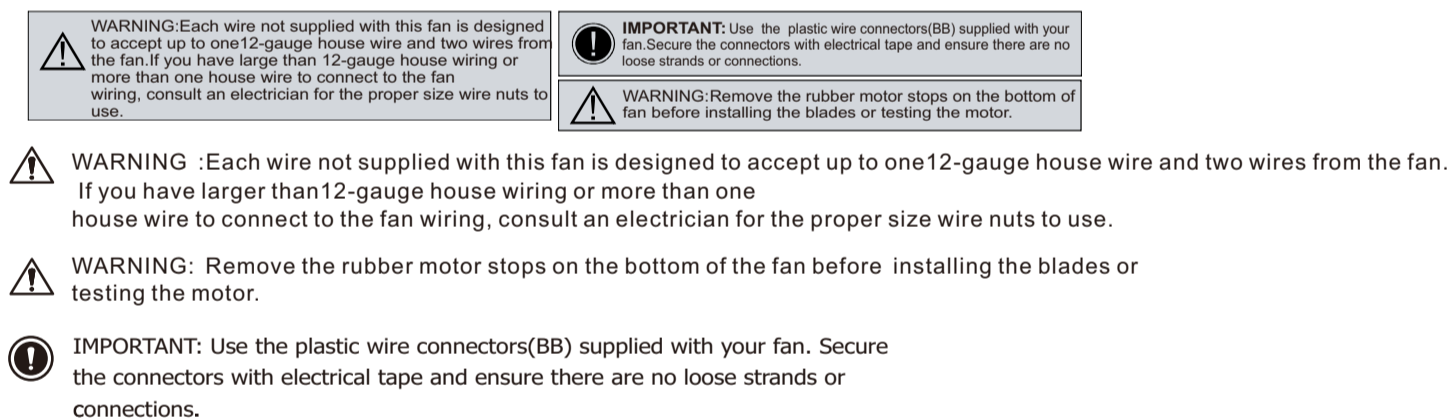 WARNING:Each wire not supplied with this fan is designed
to accept up to one12-gauge house wire and two wires from
the fan.If you have large than 12-gauge house wiring or
more than one house wire to connect to the fan
wiring, consult an electrician for the proper size wire nuts to
use.
IMPORTANT: Use the plastic wire connectors(BB) supplied with your
fan.Secure the connectors with electrical tape and ensure there are no
loose strands or connections.
WARNING:Remove the rubber motor stops on the bottom of
fan before installing the blades or testing the motor.
WARNING :Each wire not supplied with this fan is designed to accept up to one12-gauge house wire and two wires from the fan.
If you have larger than12-gauge house wiring or more than one
house wire to connect to the fan wiring, consult an electrician for the proper size wire nuts to use.
WARNING: Remove the rubber motor stops on the bottom of the fan before installing the blades or
testing the motor.
IMPORTANT: Use the plastic wire connectors(BB) supplied with your fan. Secure
the connectors with electrical tape and ensure there are no loose strands or
connections.